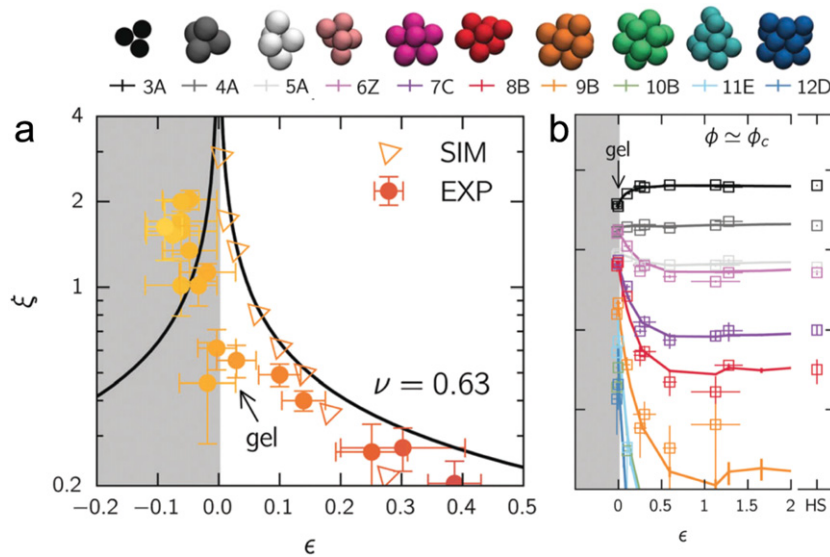 3A 4A 5A 6Z 7C 8B 9B 10B 11E 12D
a
4
2
1
0.2
ξ
SIM
EXP
ν = 0.63
gel
−0.2 −0.1 0.0 0.1 0.2 0.3 0.4 0.5
ϵ
b
ϕ ≃ ϕc
gel
0 0.5 1 1.5 2 HS
ϵ